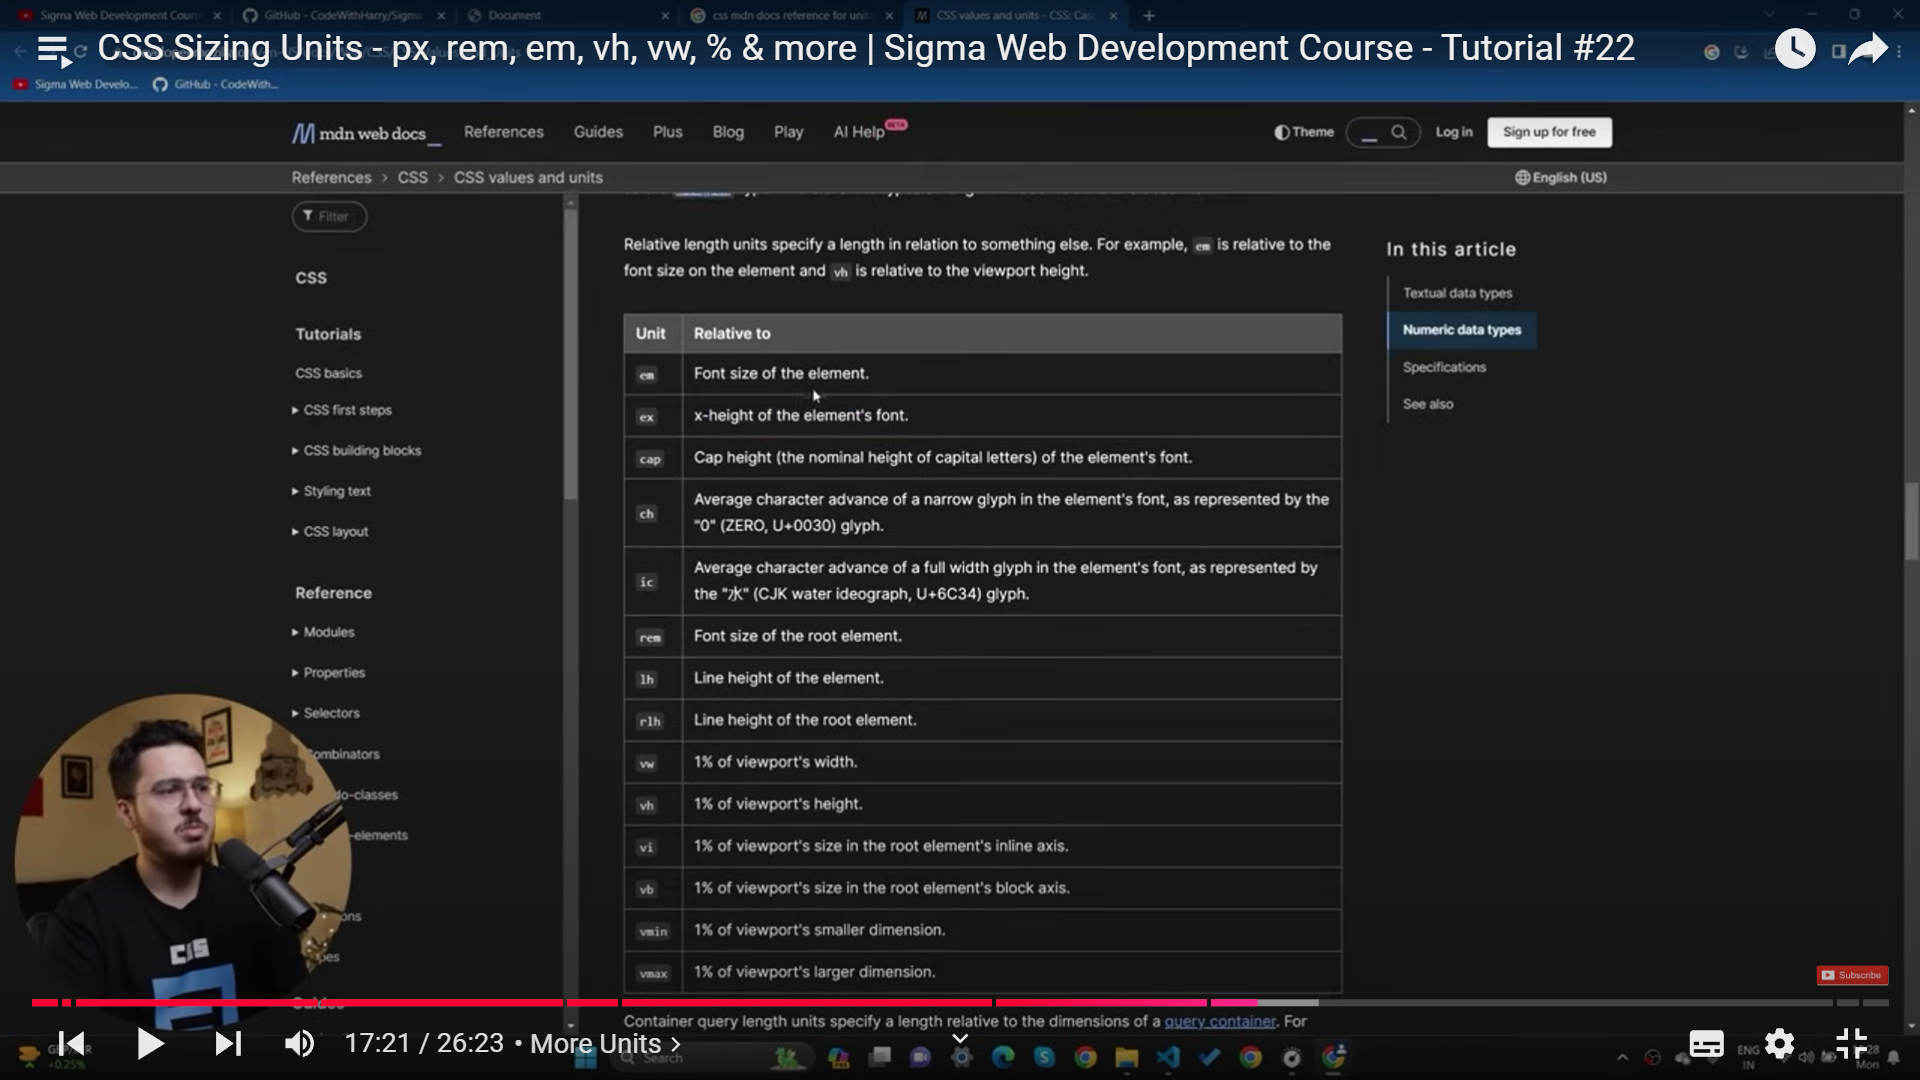 Sigma Web Development Cours
GitHub - CodeWithHarry/Sigma
Document
css mdn docs reference for units
CSS values and units - CSS: Casc
CSS Sizing Units - px, rem, em, vh, vw, % & more | Sigma Web Development Course - Tutorial #22
Sigma Web Develo...
GitHub - CodeWith...
mdn web docs
References
Guides
Plus
Blog
Play
AI Help
BETA
Theme
Log in
Sign up for free
References > CSS > CSS values and units
English (US)
Filter
CSS
Tutorials
CSS basics
CSS first steps
CSS building blocks
Styling text
CSS layout
Reference
Modules
Properties
Selectors
ombinators
do-classes
-elements
ons
pes
Guides
Relative length units specify a length in relation to something else. For example, em is relative to the
font size on the element and vh is relative to the viewport height.
Unit Relative to
em Font size of the element.
ex x-height of the element's font.
cap Cap height (the nominal height of capital letters) of the element's font.
ch Average character advance of a narrow glyph in the element's font, as represented by the
"0" (ZERO, U+0030) glyph.
ic Average character advance of a full width glyph in the element's font, as represented by
the "水" (CJK water ideograph, U+6C34) glyph.
rem Font size of the root element.
lh Line height of the element.
rlh Line height of the root element.
vw 1% of viewport's width.
vh 1% of viewport's height.
vi 1% of viewport's size in the root element's inline axis.
vb 1% of viewport's size in the root element's block axis.
vmin 1% of viewport's smaller dimension.
vmax 1% of viewport's larger dimension.
Container query length units specify a length relative to the dimensions of a query container. For
In this article
Textual data types
Numeric data types
Specifications
See also
CSS
Subscribe
17:21 / 26:23 • More Units >
+0.25%
Search
ENG
IN
Mon